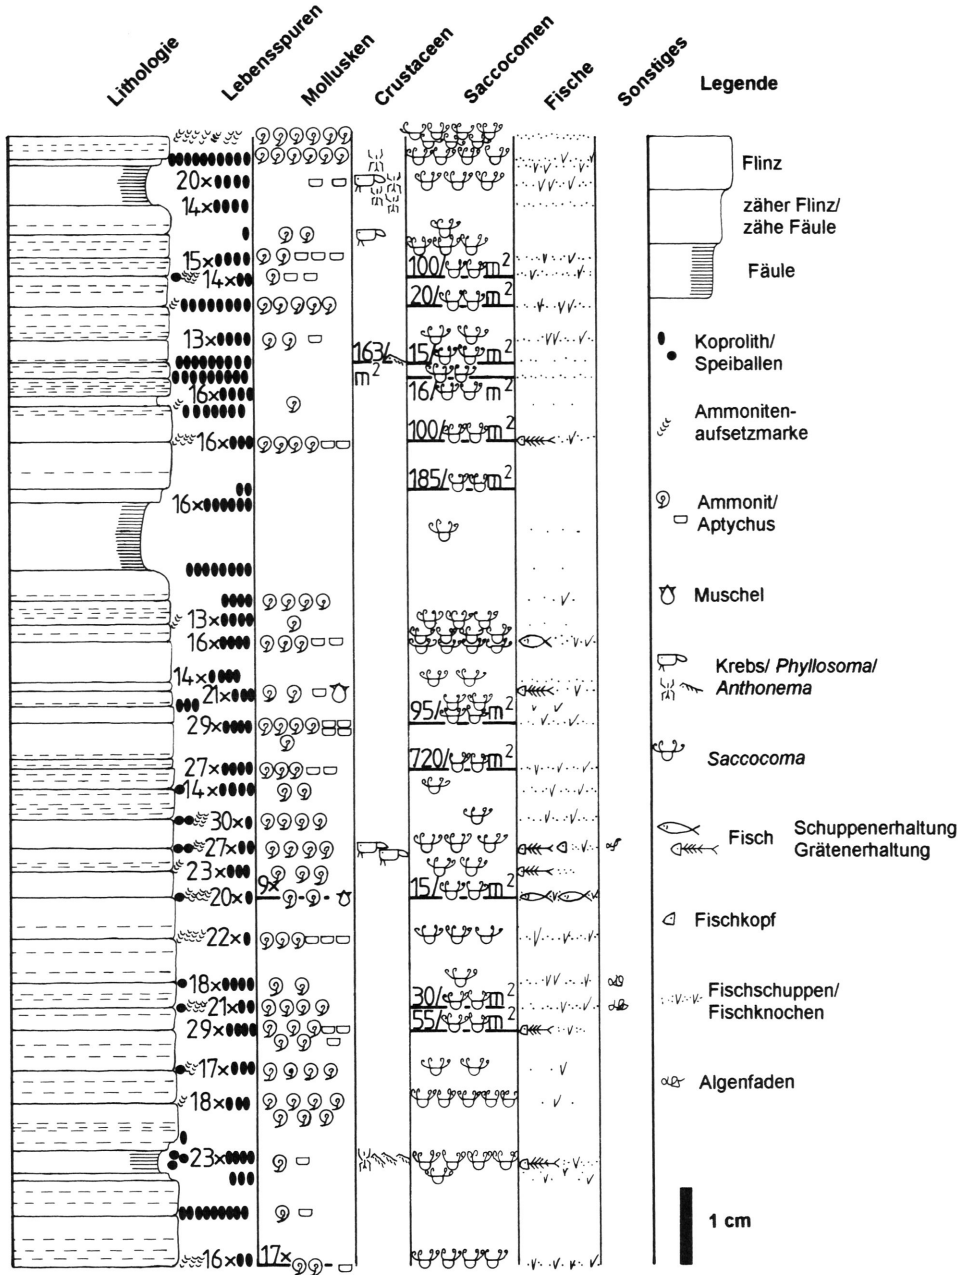 Lithologie
Lebensspuren
Mollusken
Crustaceen
Saccocomen
Fische
Sonstiges
Legende
20×
14×
15×
14×
100/ m²
20/ m²
13×
163/
m²
15/ m²
16×
16/ m²
16×
100/ m²
185/ m²
16×
13×
16×
14×
21×
95/ m²
29×
27×
720/ m²
14×
30×
27×
23×
20×
9×
15/ m²
22×
18×
21×
30/ m²
29×
55/ m²
17×
18×
23×
16×
17×
Flinz
zäher Flinz/
zähe Fäule
Fäule
Koprolith/
Speiballen
Ammoniten-
aufsetzmarke
Ammonit/
Aptychus
Muschel
Krebs/ Phyllosoma/
Anthonema
Saccocoma
Fisch
Schuppenerhaltung
Grätenerhaltung
Fischkopf
Fischschuppen/
Fischknochen
Algenfaden
1 cm